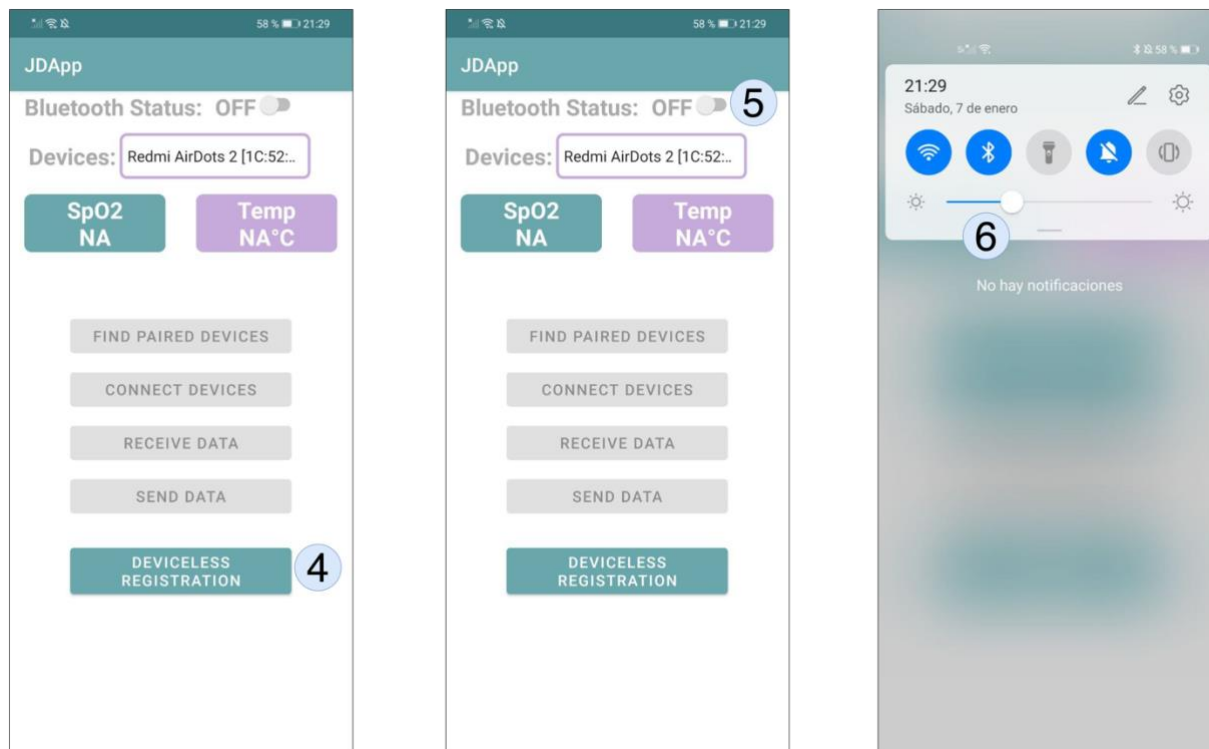 58 % 21:29
JDApp
Bluetooth Status: OFF
Devices: Redmi AirDots 2 [1C:52:..
SpO2
NA
Temp
NA°C
FIND PAIRED DEVICES
CONNECT DEVICES
RECEIVE DATA
SEND DATA
DEVICELESS
REGISTRATION
4
58 % 21:29
JDApp
Bluetooth Status: OFF
5
Devices: Redmi AirDots 2 [1C:52:..
SpO2
NA
Temp
NA°C
FIND PAIRED DEVICES
CONNECT DEVICES
RECEIVE DATA
SEND DATA
DEVICELESS
REGISTRATION
58 %
21:29
Sábado, 7 de enero
6
No hay notificaciones